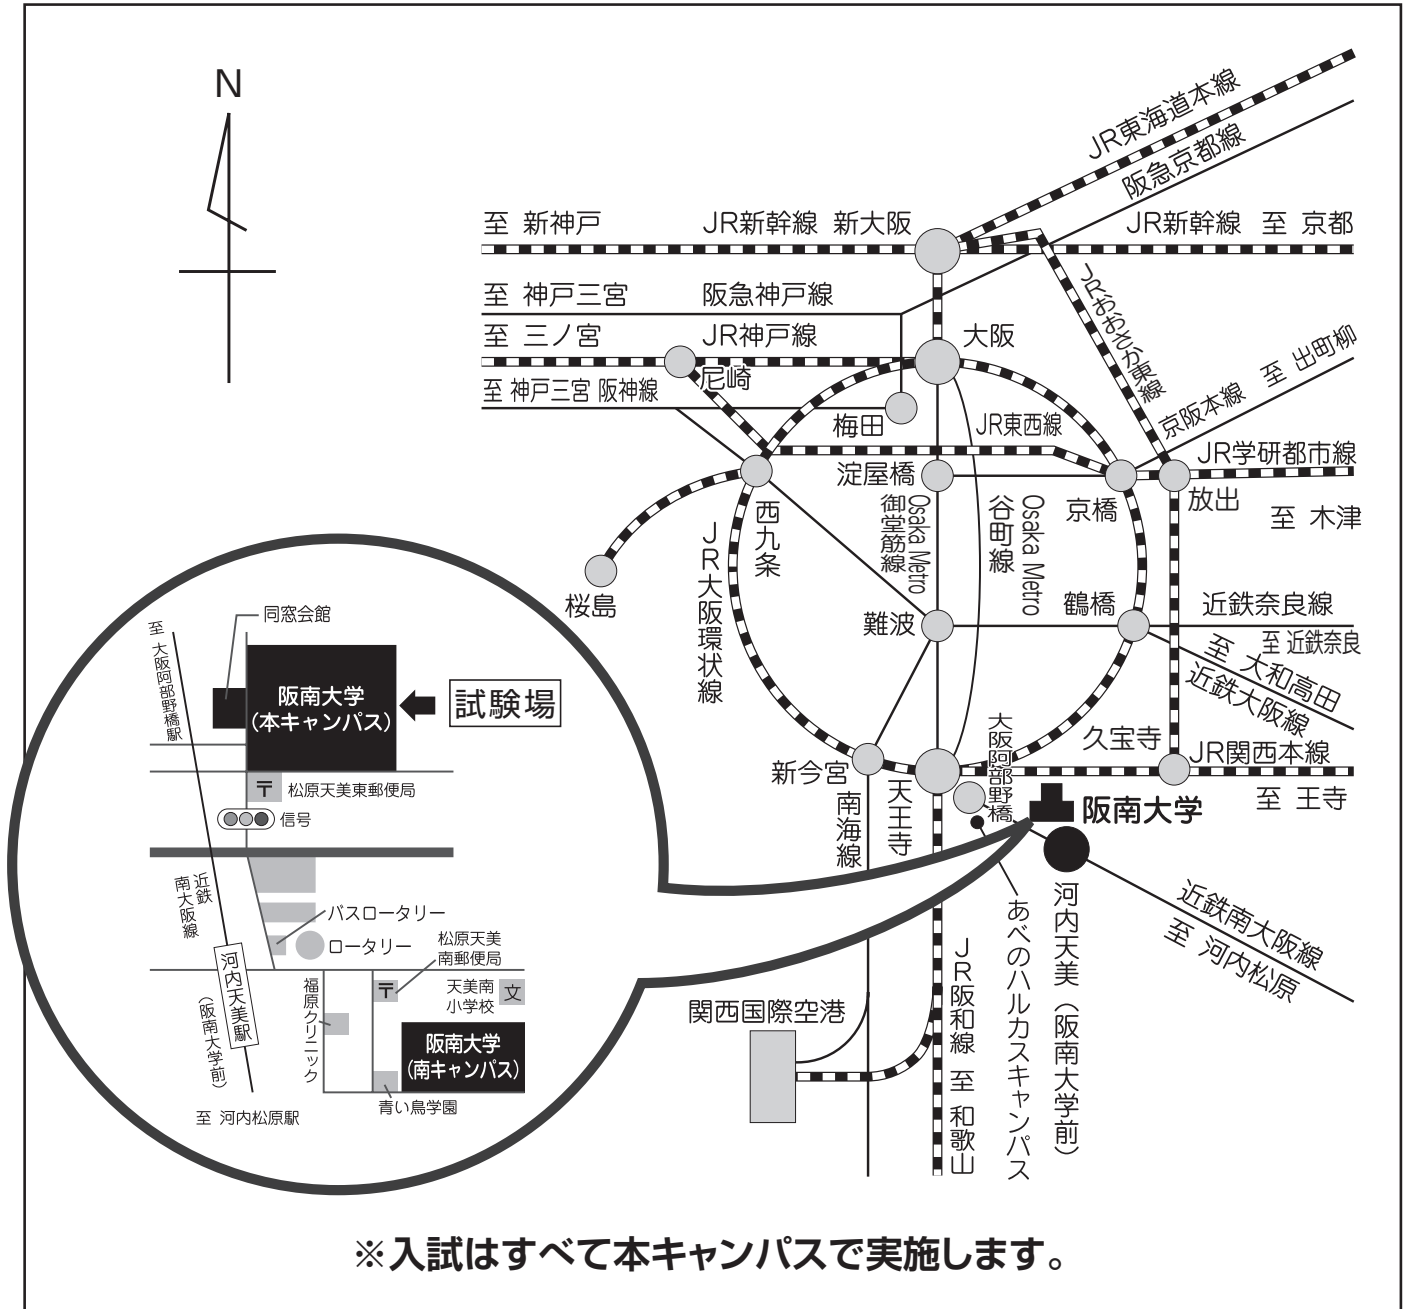 N
JR東海道本線
阪急京都線
至 新神戸
JR新幹線
新大阪
JR新幹線
至 京都
至 神戸三宮
阪急神戸線
JRおおさか東線
至 三ノ宮
JR神戸線
大阪
至 出町柳
尼崎
至 神戸三宮
阪神線
京阪本線
梅田
JR東西線
JR学研都市線
淀屋橋
京橋
放出
至 木津
西九条
Osaka Metro
御堂筋線
Osaka Metro
谷町線
JR大阪環状線
桜島
難波
鶴橋
近鉄奈良線
至 近鉄奈良
至 大和高田
近鉄大阪線
久宝寺
JR関西本線
至 王寺
新今宮
天王寺
大阪阿部野橋
南海線
阪南大学
河内天美(阪南大学前)
近鉄南大阪線
至 河内松原
あべのハルカスキャンパス
JR阪和線
至 和歌山
関西国際空港
同窓会館
至 大阪阿部野橋駅
阪南大学
(本キャンパス)
試験場
〒
松原天美東郵便局
信号
近鉄
南大阪線
バスロータリー
ロータリー
松原天美
南郵便局
〒
河内天美駅
(阪南大学前)
福原クリニック
天美南
小学校
文
阪南大学
(南キャンパス)
青い鳥学園
至 河内松原駅
※入試はすべて本キャンパスで実施します。